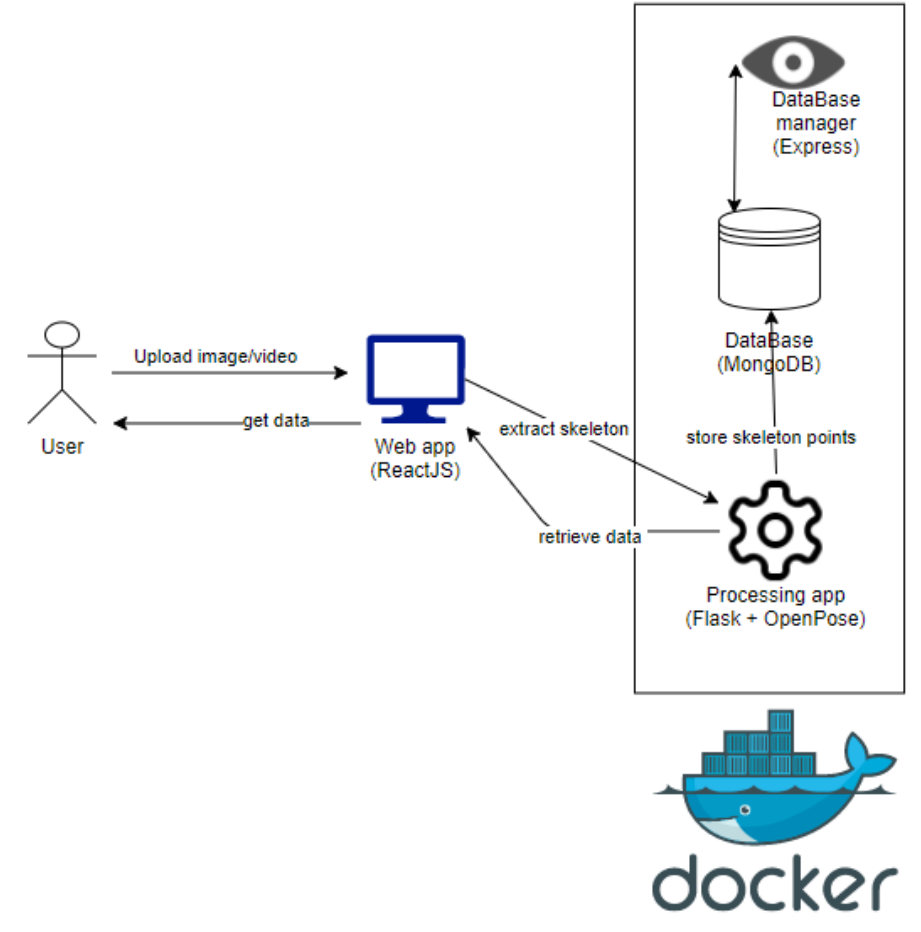 DataBase
manager
(Express)
Upload image/video
get data
User
Web app
(ReactJS)
extract skeleton
retrieve data
DataBase
(MongoDB)
store skeleton points
Processing app
(Flask + OpenPose)
docker